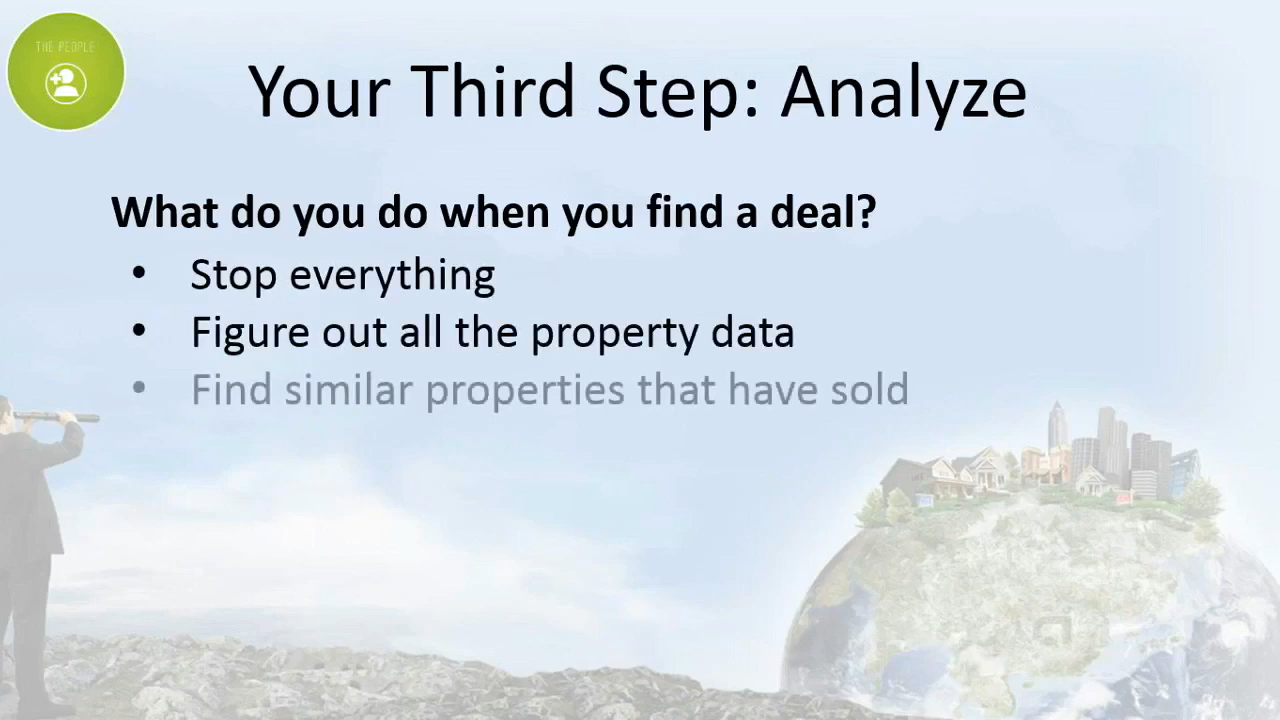 THE PEOPLE
Your Third Step: Analyze
What do you do when you find a deal?
• Stop everything
• Figure out all the property data
• Find similar properties that have sold